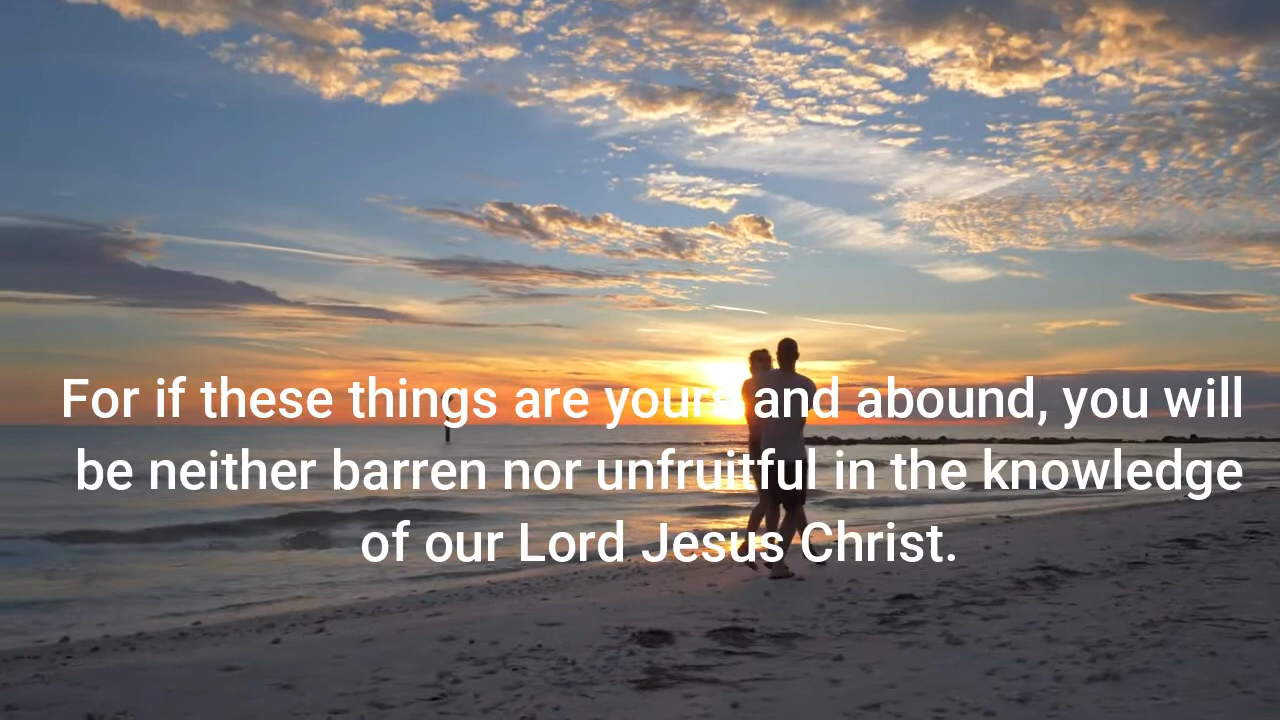 For if these things are yours and abound, you will
be neither barren nor unfruitful in the knowledge
of our Lord Jesus Christ.